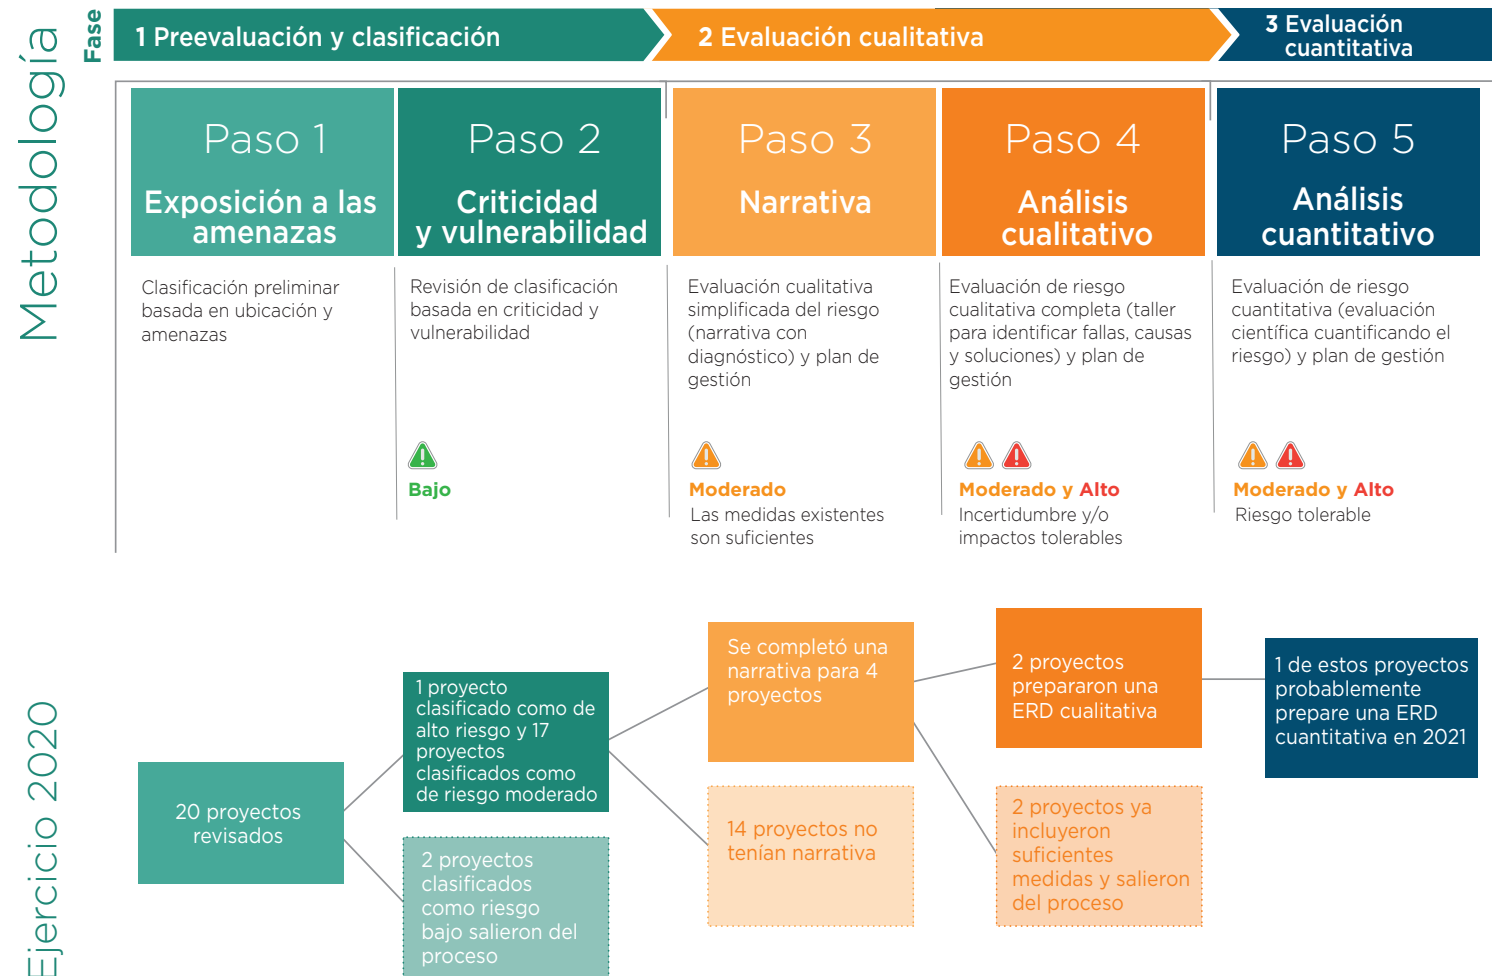 Metodología
Fase
1 Preevaluación y clasificación
2 Evaluación cualitativa
3 Evaluación
cuantitativa
Paso 1
Exposición a las
amenazas
Clasificación preliminar
basada en ubicación y
amenazas
Paso 2
Criticidad
y vulnerabilidad
Revisión de clasificación
basada en criticidad y
vulnerabilidad
Bajo
Paso 3
Narrativa
Evaluación cualitativa
simplificada del riesgo
(narrativa con
diagnóstico) y plan de
gestión
Moderado
Las medidas existentes
son suficientes
Paso 4
Análisis
cualitativo
Evaluación de riesgo
cualitativa completa (taller
para identificar fallas, causas
y soluciones) y plan de
gestión
Moderado y Alto
Incertidumbre y/o
impactos tolerables
Paso 5
Análisis
cuantitativo
Evaluación de riesgo
cuantitativa (evaluación
científica cuantificando el
riesgo) y plan de gestión
Moderado y Alto
Riesgo tolerable
Ejercicio 2020
20 proyectos
revisados
1 proyecto
clasificado como de
alto riesgo y 17
proyectos
clasificados como
de riesgo moderado
2 proyectos
clasificados
como riesgo
bajo salieron del
proceso
Se completó una
narrativa para 4
proyectos
14 proyectos no
tenían narrativa
2 proyectos
prepararon una
ERD cualitativa
2 proyectos ya
incluyeron
suficientes
medidas y salieron
del proceso
1 de estos proyectos
probablemente
prepare una ERD
cuantitativa en 2021